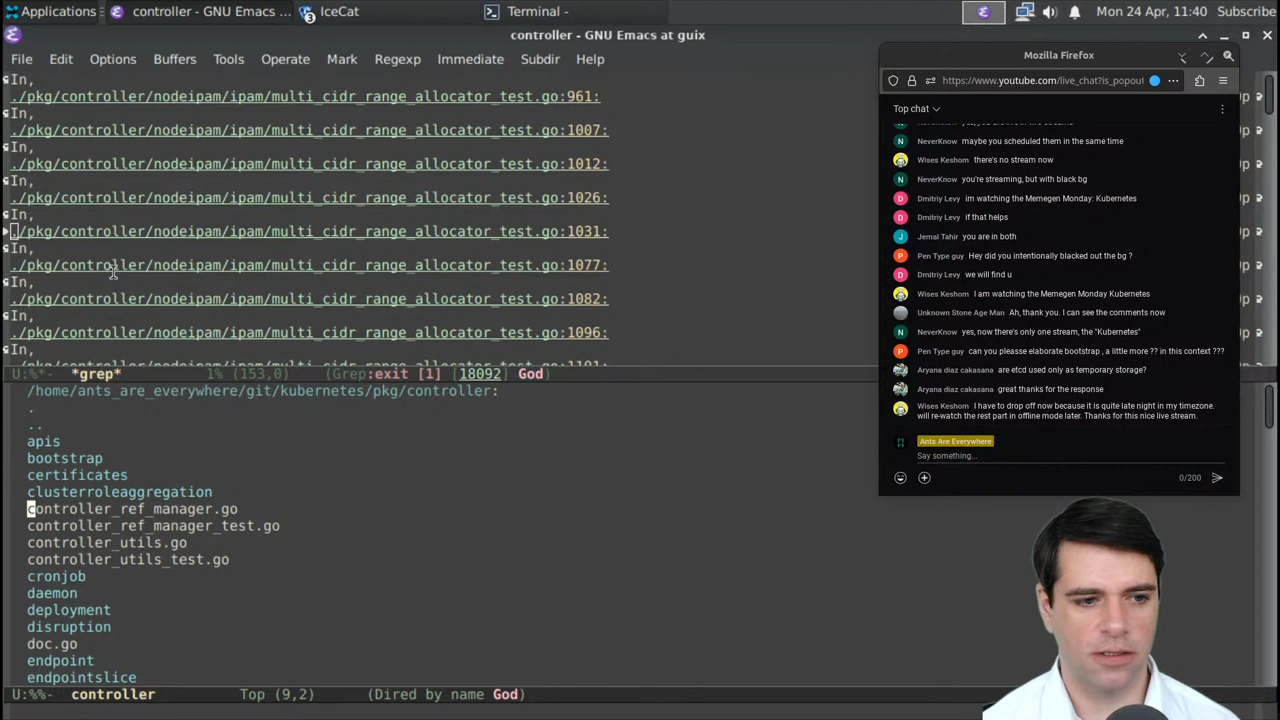 Applications
controller - GNU Emacs ...
3
IceCat
Terminal -
Mon 24 Apr, 11:40
Subscribe
controller - GNU Emacs at guix
File Edit Options Buffers Tools Operate Mark Regexp Immediate Subdir Help
In,
./pkg/controller/nodeipam/ipam/multi_cidr_range_allocator_test.go:961:
In,
./pkg/controller/nodeipam/ipam/multi_cidr_range_allocator_test.go:1007:
In,
./pkg/controller/nodeipam/ipam/multi_cidr_range_allocator_test.go:1012:
In,
./pkg/controller/nodeipam/ipam/multi_cidr_range_allocator_test.go:1026:
In,
./pkg/controller/nodeipam/ipam/multi_cidr_range_allocator_test.go:1031:
In,
./pkg/controller/nodeipam/ipam/multi_cidr_range_allocator_test.go:1077:
In,
./pkg/controller/nodeipam/ipam/multi_cidr_range_allocator_test.go:1082:
In,
./pkg/controller/nodeipam/ipam/multi_cidr_range_allocator_test.go:1096:
In,
U:%*- *grep* 1% (153,0) (Grep:exit [1] [18092] God)
/home/ants_are_everywhere/git/kubernetes/pkg/controller:
.
..
apis
bootstrap
certificates
clusterroleaggregation
controller_ref_manager.go
controller_ref_manager_test.go
controller_utils.go
controller_utils_test.go
cronjob
daemon
deployment
disruption
doc.go
endpoint
endpointslice
U:%%- controller Top (9,2) (Dired by name God)
Mozilla Firefox
https://www.youtube.com/live_chat?is_popout
Top chat
N NeverKnow maybe you scheduled them in the same time
Wises Keshom there's no stream now
N NeverKnow you're streaming, but with black bg
D Dmitriy Levy im watching the Memegen Monday: Kubernetes
D Dmitriy Levy if that helps
J Jemal Tahir you are in both
P Pen Type guy Hey did you intentionally blacked out the bg ?
D Dmitriy Levy we will find u
Wises Keshom I am watching the Memegen Monday Kubernetes
Unknown Stone Age Man Ah, thank you. I can see the comments now
N NeverKnow yes, now there's only one stream, the "Kubernetes"
P Pen Type guy can you pleasse elaborate bootstrap , a little more ?? in this context ???
Aryana diaz cakasana are etcd used only as temporary storage?
Aryana diaz cakasana great thanks for the response
Wises Keshom I have to drop off now because it is quite late night in my timezone.
will re-watch the rest part in offline mode later. Thanks for this nice live stream.
Ants Are Everywhere
Say something...
0/200